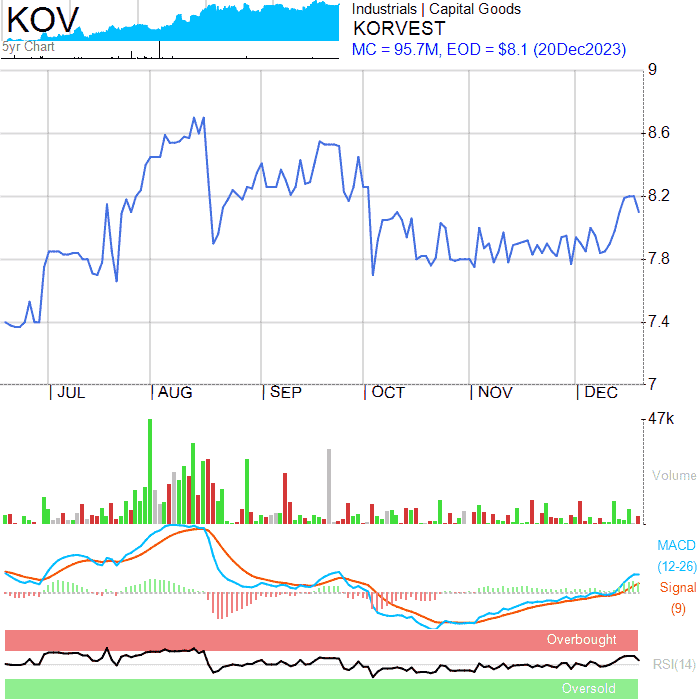 KOV
5yr Chart
Industrials | Capital Goods
KORVEST
MC = 95.7M, EOD = $8.1 (20Dec2023)
9
8.6
8.2
7.8
7.4
7
JUL AUG SEP OCT NOV DEC
47k
Volume
MACD
(12-26)
Signal
(9)
Overbought
RSI(14)
Oversold